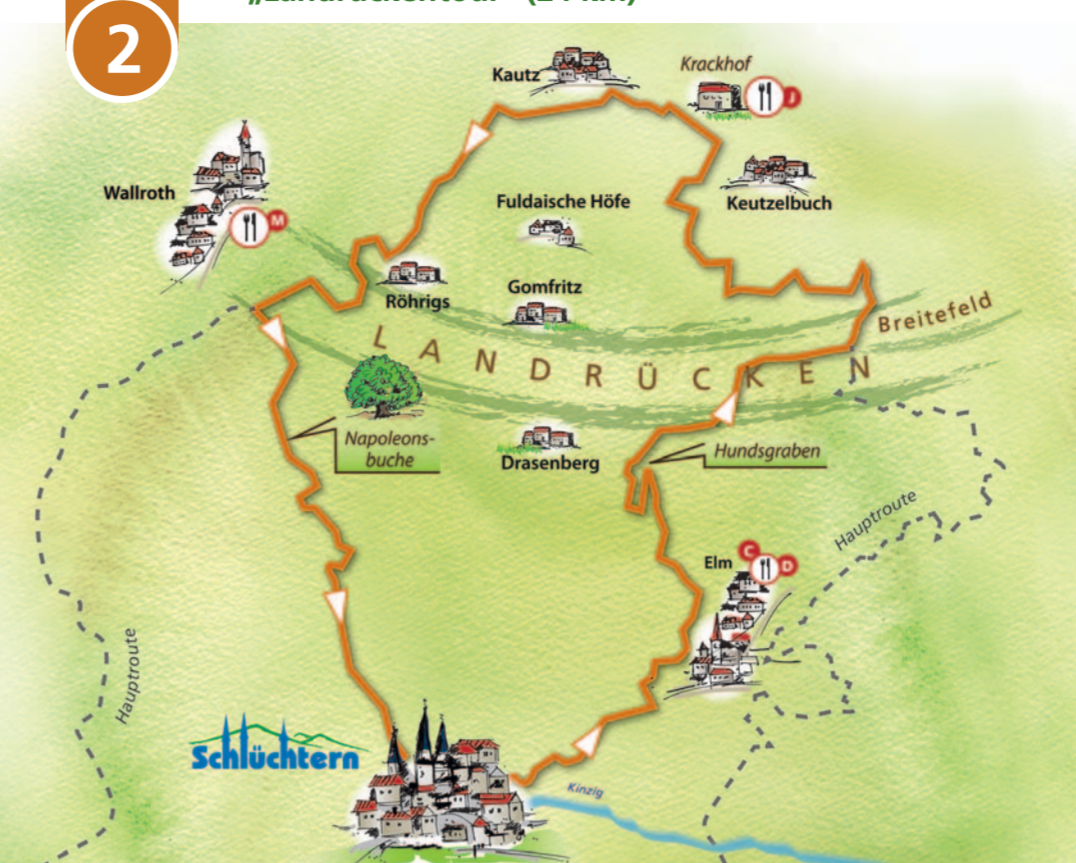 2
Kautz
Krackhof
J
Wallroth
M
Keutzelbuch
Fuldaische Höfe
Röhrigs
Gomfritz
Breitefeld
LANDRÜCKEN
Napoleons-
buche
Drasenberg
Hundsgraben
Hauptroute
Elm
C
D
Hauptroute
Schlüchtern
Kinzig